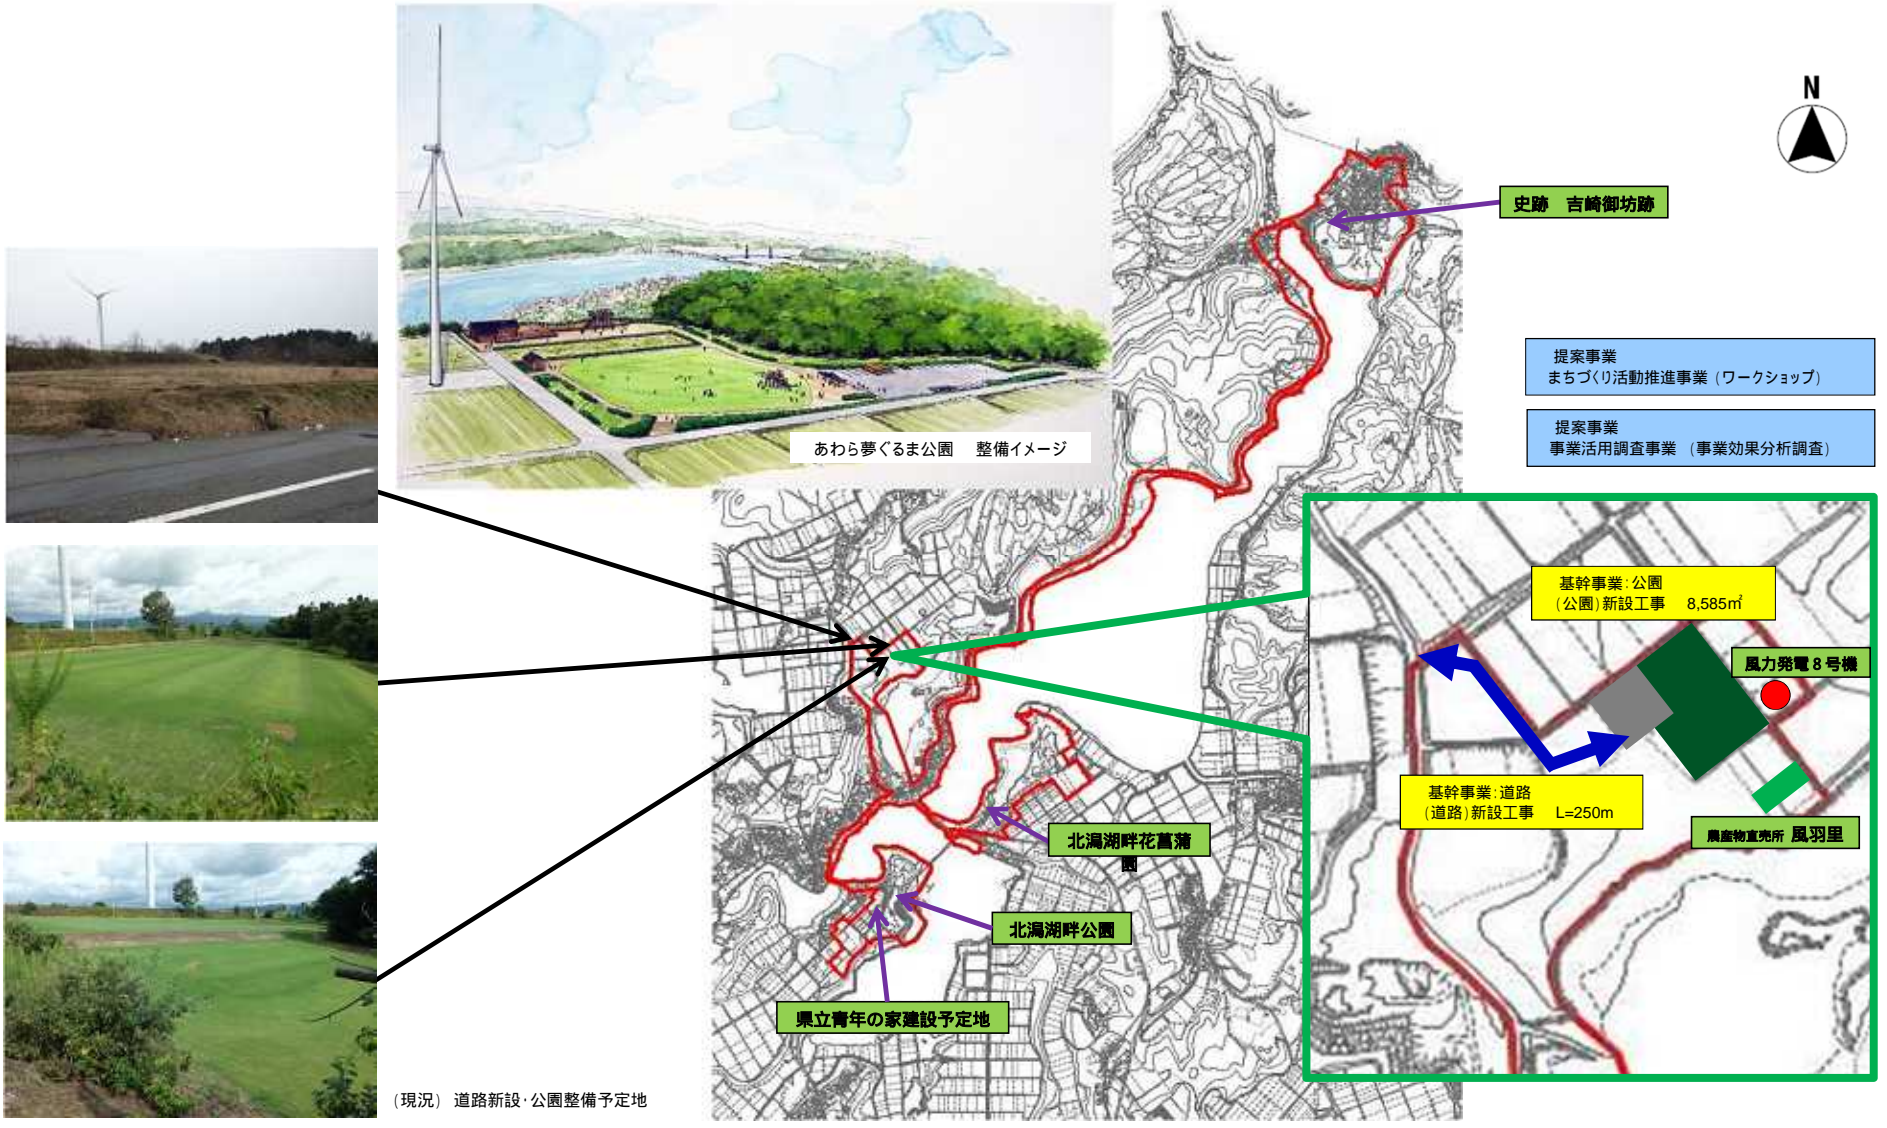 N
史跡　吉崎御坊跡
提案事業
まちづくり活動推進事業（ワークショップ）
提案事業
事業活用調査事業　（事業効果分析調査）
あわら夢ぐるま公園　整備イメージ
基幹事業：公園
（公園）新設工事　8,585㎡
風力発電８号機
基幹事業：道路
（道路）新設工事　L=250m
農産物直売所 風羽里
北潟湖畔花菖蒲
園
北潟湖畔公園
県立青年の家建設予定地
（現況）　道路新設・公園整備予定地